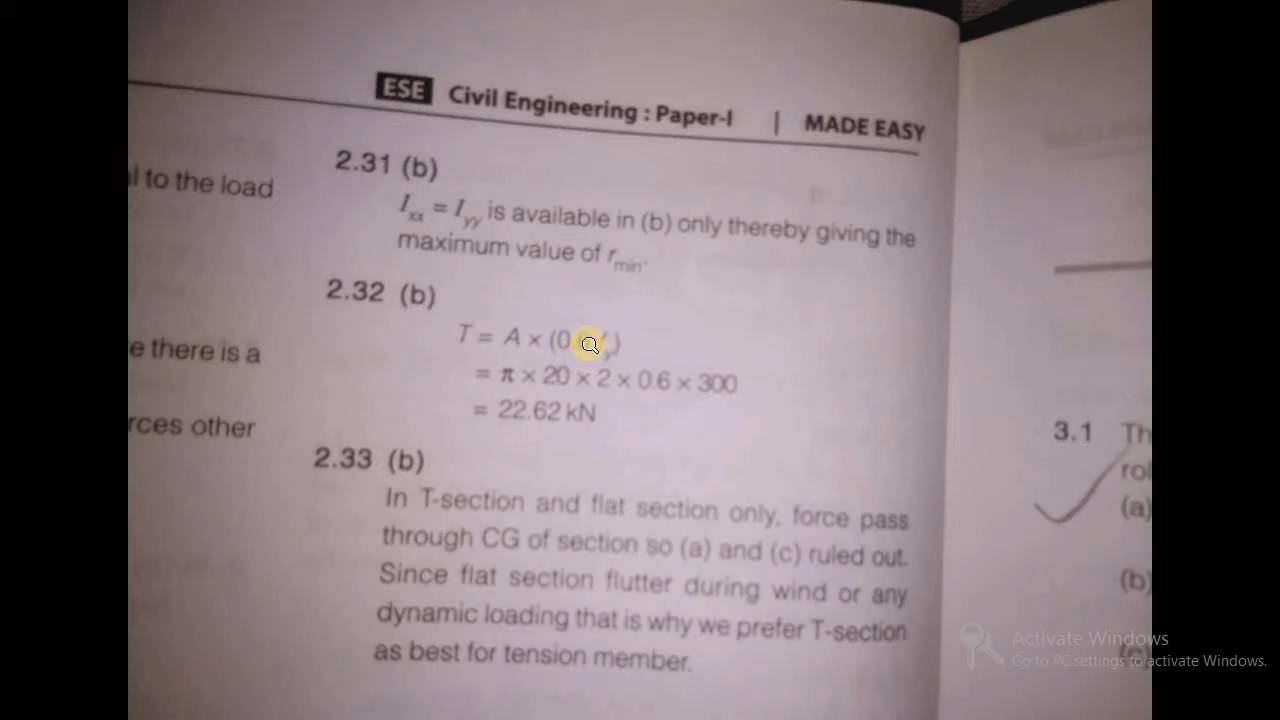 ESE Civil Engineering : Paper-I | MADE EASY
l to the load
e there is a
rces other
2.31 (b)
Ixx = Iyy is available in (b) only thereby giving the
maximum value of rmin.
2.32 (b)
T = A × (0
= π × 20 × 2 × 0.6 × 300
= 22.62 kN
2.33 (b)
In T-section and flat section only, force pass
through CG of section so (a) and (c) ruled out.
Since flat section flutter during wind or any
dynamic loading that is why we prefer T-section
as best for tension member.
3.1 Th
rol
(a)
(b)
(c)
Activate Windows
Go to PC settings to activate Windows.